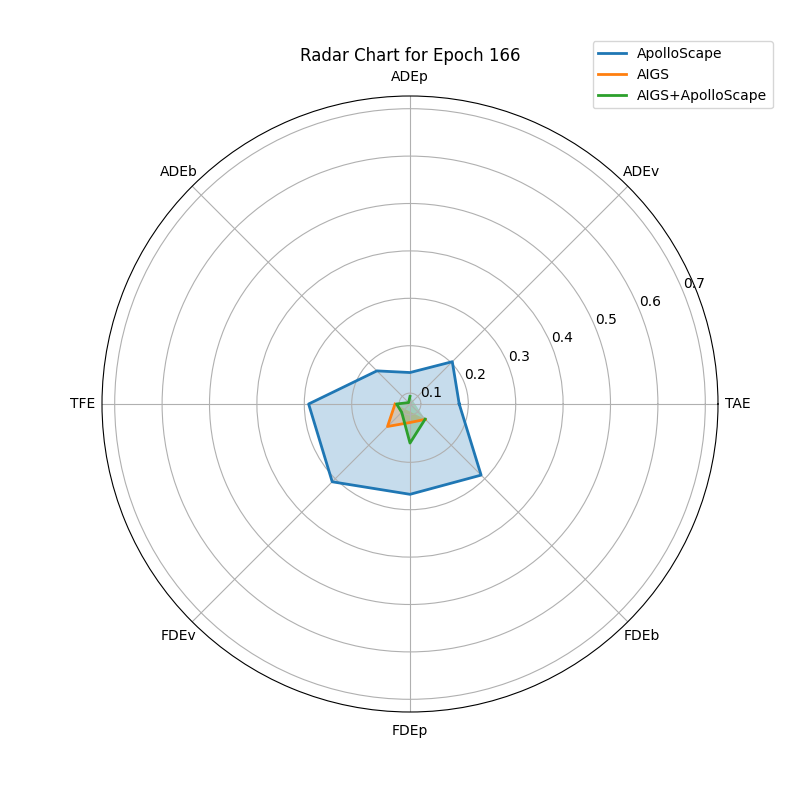 Radar Chart for Epoch 166
ApolloScape
AIGS
AIGS+ApolloScape
ADEp
ADEb
ADEv
TFE
TAE
FDEv
FDEb
FDEp
0.1
0.2
0.3
0.4
0.5
0.6
0.7